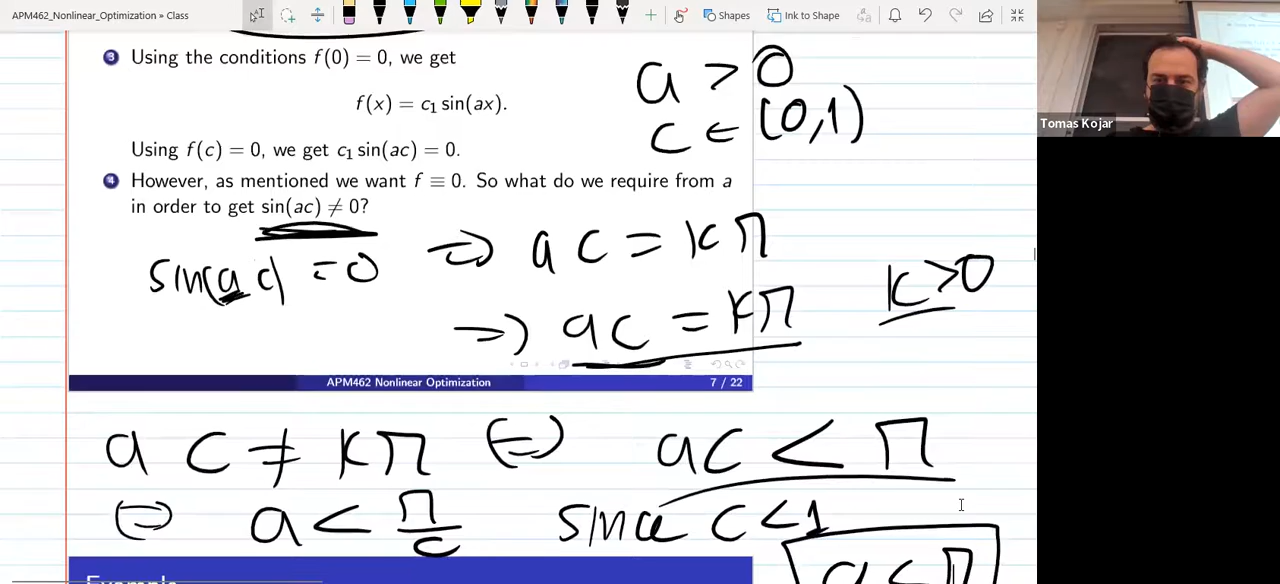 APM462_Nonlinear_Optimization » Class
Shapes
Ink to Shape
Tomas Kojar
3 Using the conditions f(0) = 0, we get
f(x) = c₁ sin(ax).
Using f(c) = 0, we get c₁ sin(ac) = 0.
4 However, as mentioned we want f ≡ 0. So what do we require from a
in order to get sin(ac) ≠ 0?
a > 0
c ∈ (0,1)
sin(ac) = 0 ⇒ ac = kπ
k > 0
⇒ ac = kπ
APM462 Nonlinear Optimization 7 / 22
ac ≠ kπ ⇔ ac < π
⇔ a < π/c since c < 1
a < π
Example